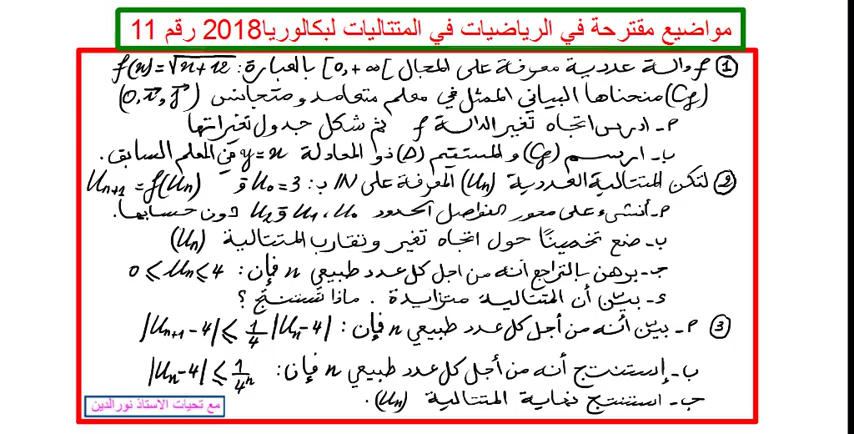 مواضيع مقترحة في الرياضيات في المتتاليات لبكالوريا2018 رقم 11
① f دالة عددية معرفة على المجال [0,+∞[ بالعبارة: f(x)=√x+12
(Cf) منحناها البياني الممثل في معلم متعامد ومتجانس (O,i,j)
P- ادرس اتجاه تغير الدالة f ثم شكل جدول تغيراتها
ب- ارسم (Cf) والمستقيم (Δ) ذو المعادلة y=x في المعلم السابق.
② لتكن المتتالية العددية (Un) المعرفة على IN بـ: U0=3 و Un+1=f(Un)
P- أنشىء على محور الفواصل الحدود U0، U1 و U2 دون حسابها.
ب- ضع تخمينا حول اتجاه تغير وتقارب المتتالية (Un)
ج- برهن بالتراجع أنه من اجل كل عدد طبيعي n فإن: 0≤Un≤4
د- بيّن أن المتتالية متزايدة. ماذا تستنتج؟
③ P- بيّن أنه من أجل كل عدد طبيعي n فإن: |Un+1-4|≤1/4|Un-4|
ب- إستنتج أنه من أجل كل عدد طبيعي n فإن: |Un-4|≤1/4ⁿ
ج- استنتج نهاية المتتالية (Un).
مع تحيات الاستاذ نورالدين